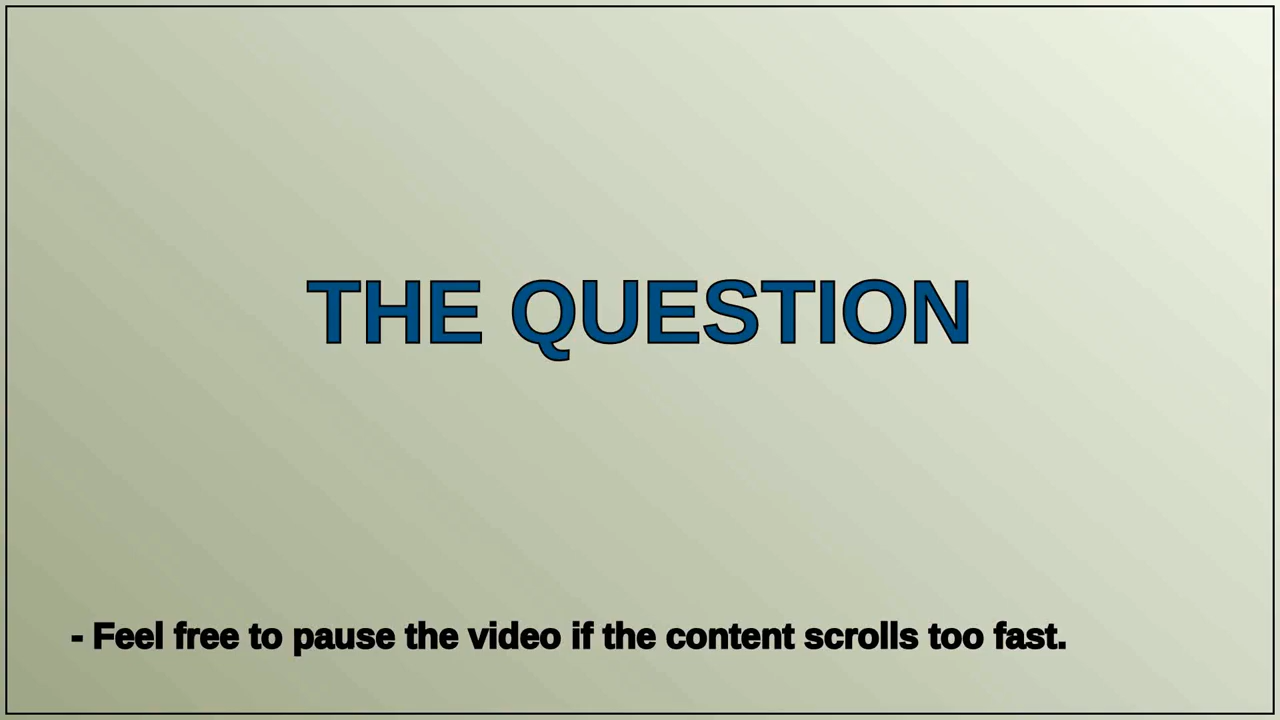 THE QUESTION
- Feel free to pause the video if the content scrolls too fast.